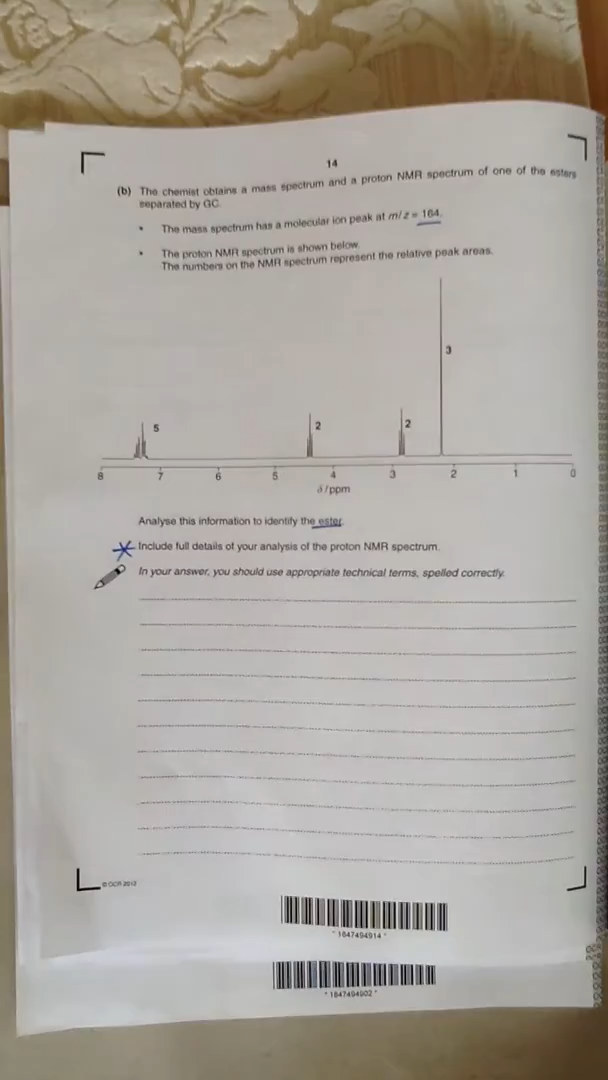 14
(b) The chemist obtains a mass spectrum and a proton NMR spectrum of one of the esters
separated by GC.
• The mass spectrum has a molecular ion peak at m/z = 164.
• The proton NMR spectrum is shown below.
The numbers on the NMR spectrum represent the relative peak areas.
3
5
2
2
8 7 6 5 4 3 2 1 0
δ/ppm
Analyse this information to identify the ester.
Include full details of your analysis of the proton NMR spectrum.
In your answer, you should use appropriate technical terms, spelled correctly.
© OCR 2012
* 1647494914 *
* 1847494902 *